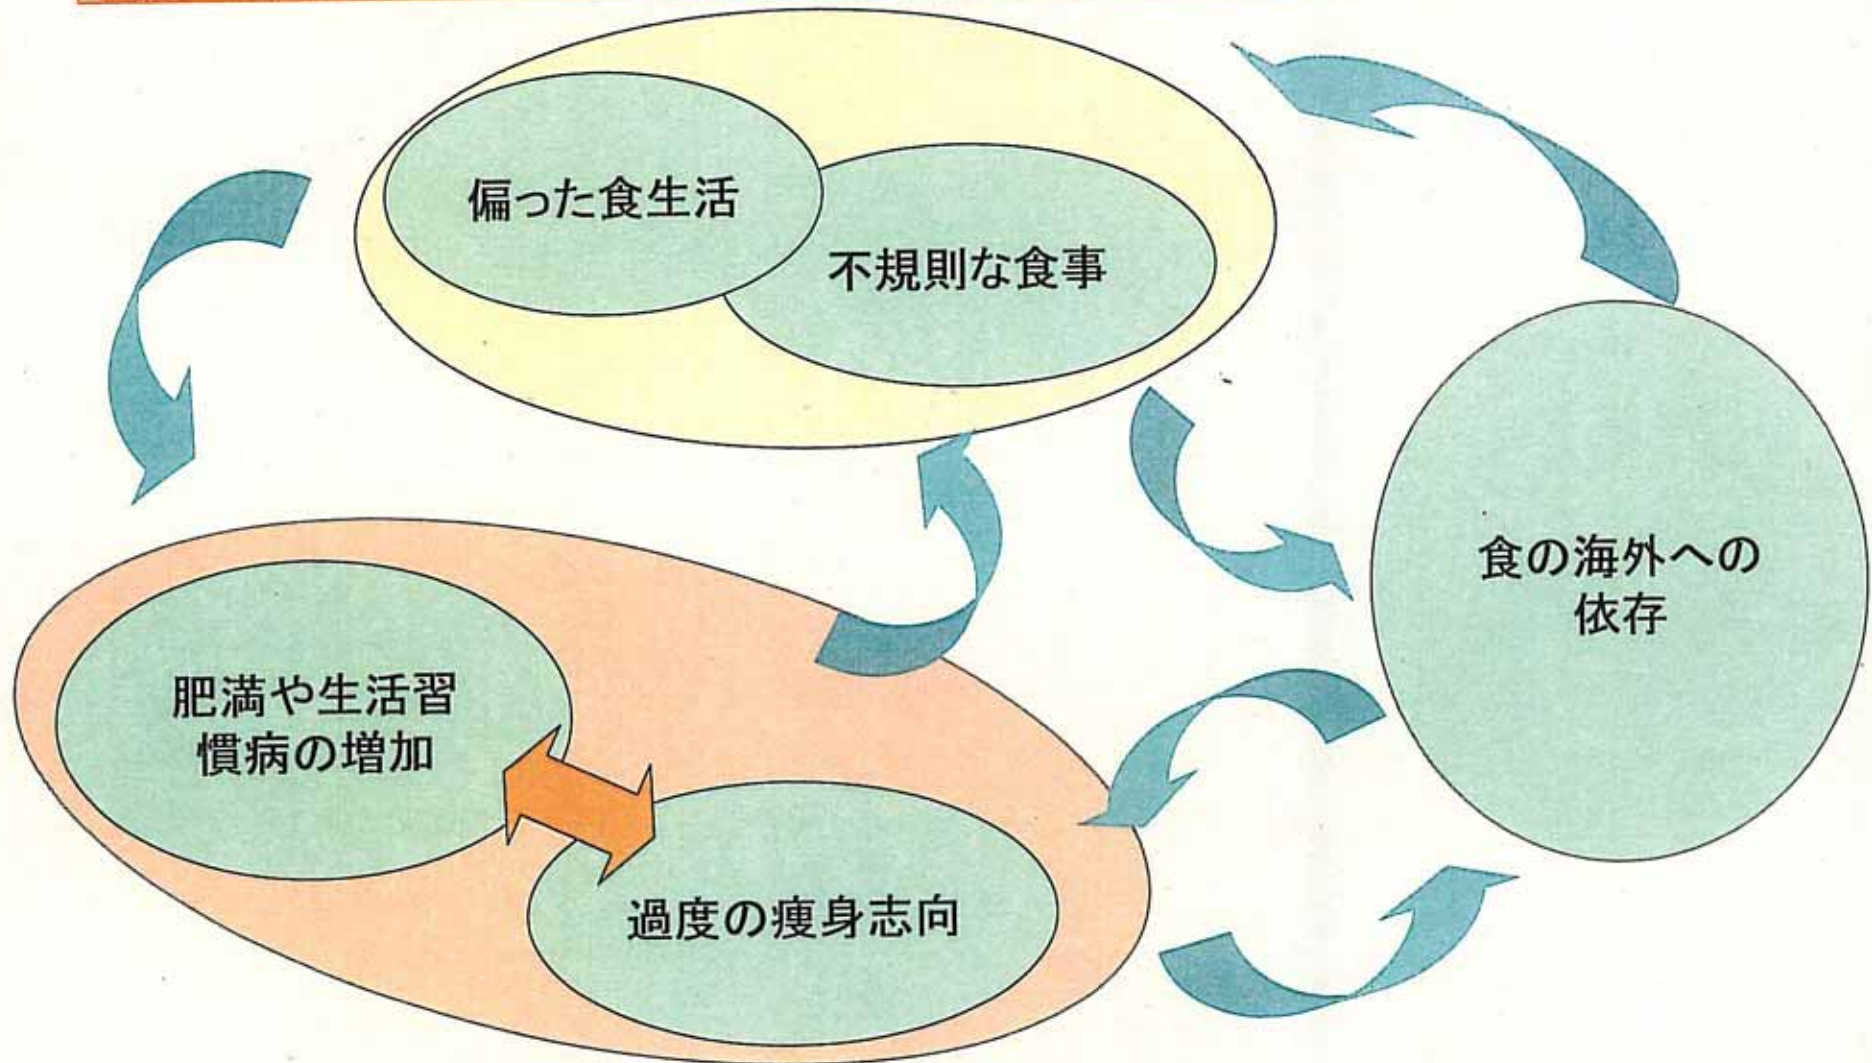 偏った食生活
不規則な食事
食の海外への
依存
肥満や生活習
慣病の増加
過度の痩身志向